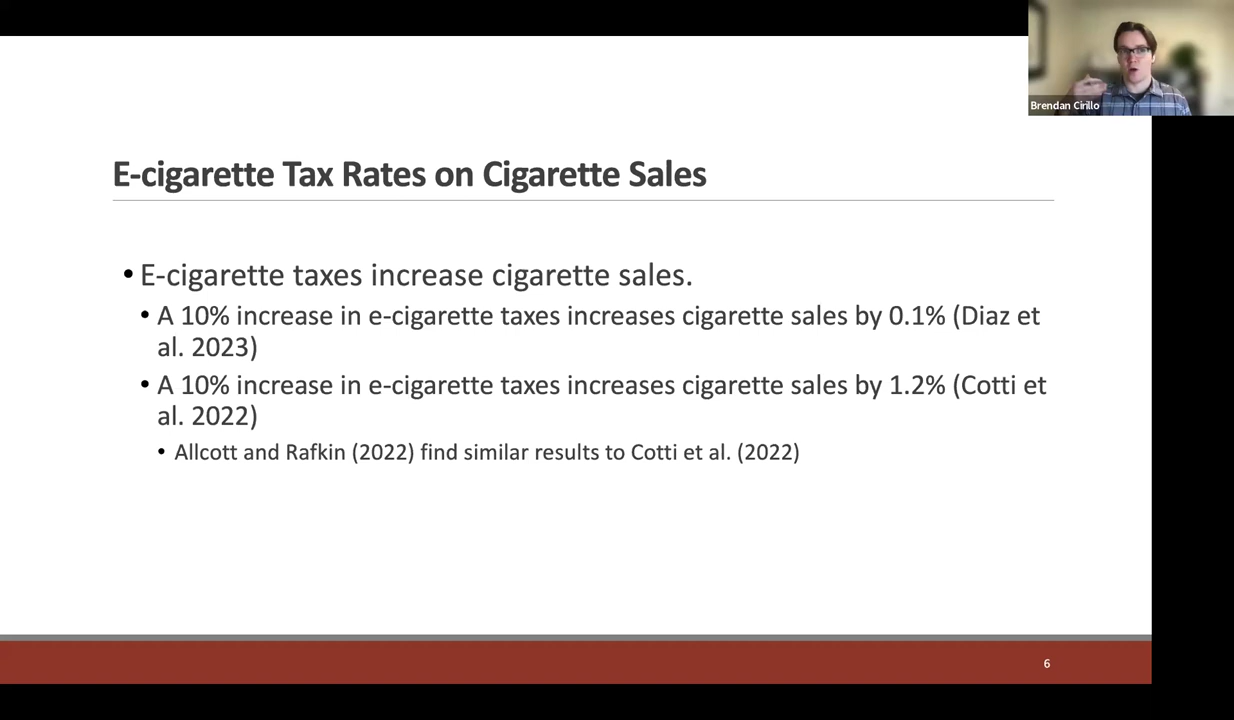 Brendan Cirillo
E-cigarette Tax Rates on Cigarette Sales
• E-cigarette taxes increase cigarette sales.
• A 10% increase in e-cigarette taxes increases cigarette sales by 0.1% (Diaz et
al. 2023)
• A 10% increase in e-cigarette taxes increases cigarette sales by 1.2% (Cotti et
al. 2022)
• Allcott and Rafkin (2022) find similar results to Cotti et al. (2022)
6